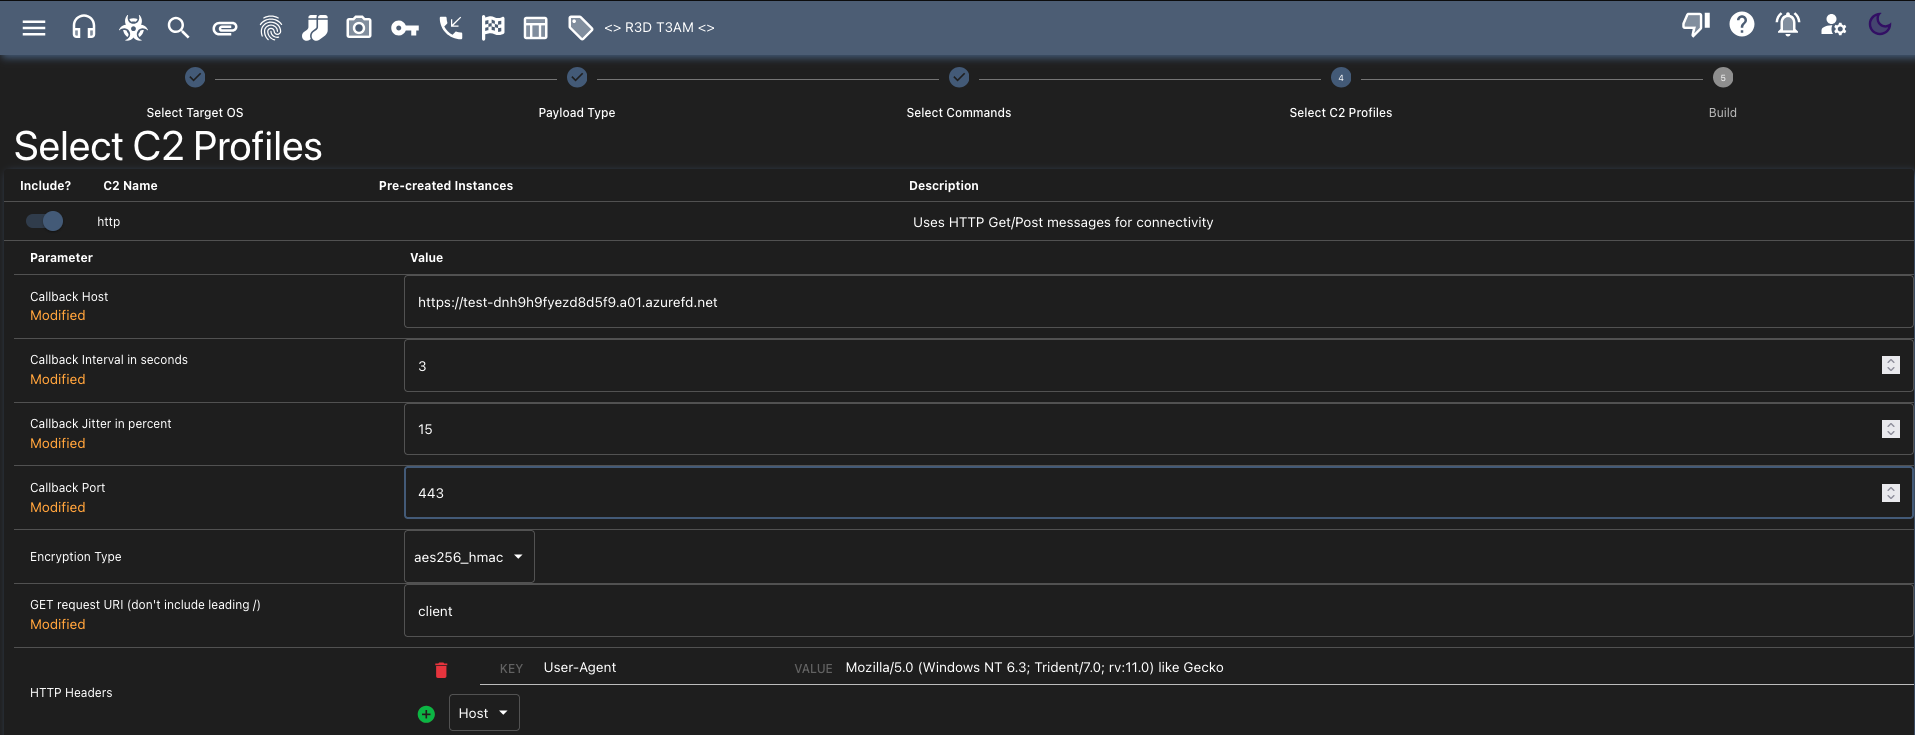 <> R3D T3AM <>
4
5
Select Target OS
Payload Type
Select Commands
Select C2 Profiles
Build
Select C2 Profiles
Include? C2 Name Pre-created Instances Description
http Uses HTTP Get/Post messages for connectivity
Parameter Value
Callback Host
Modified
https://test-dnh9h9fyezd8d5f9.a01.azurefd.net
Callback Interval in seconds
Modified
3
Callback Jitter in percent
Modified
15
Callback Port
Modified
443
Encryption Type
aes256_hmac
GET request URI (don't include leading /)
Modified
client
HTTP Headers
KEY User-Agent VALUE Mozilla/5.0 (Windows NT 6.3; Trident/7.0; rv:11.0) like Gecko
Host